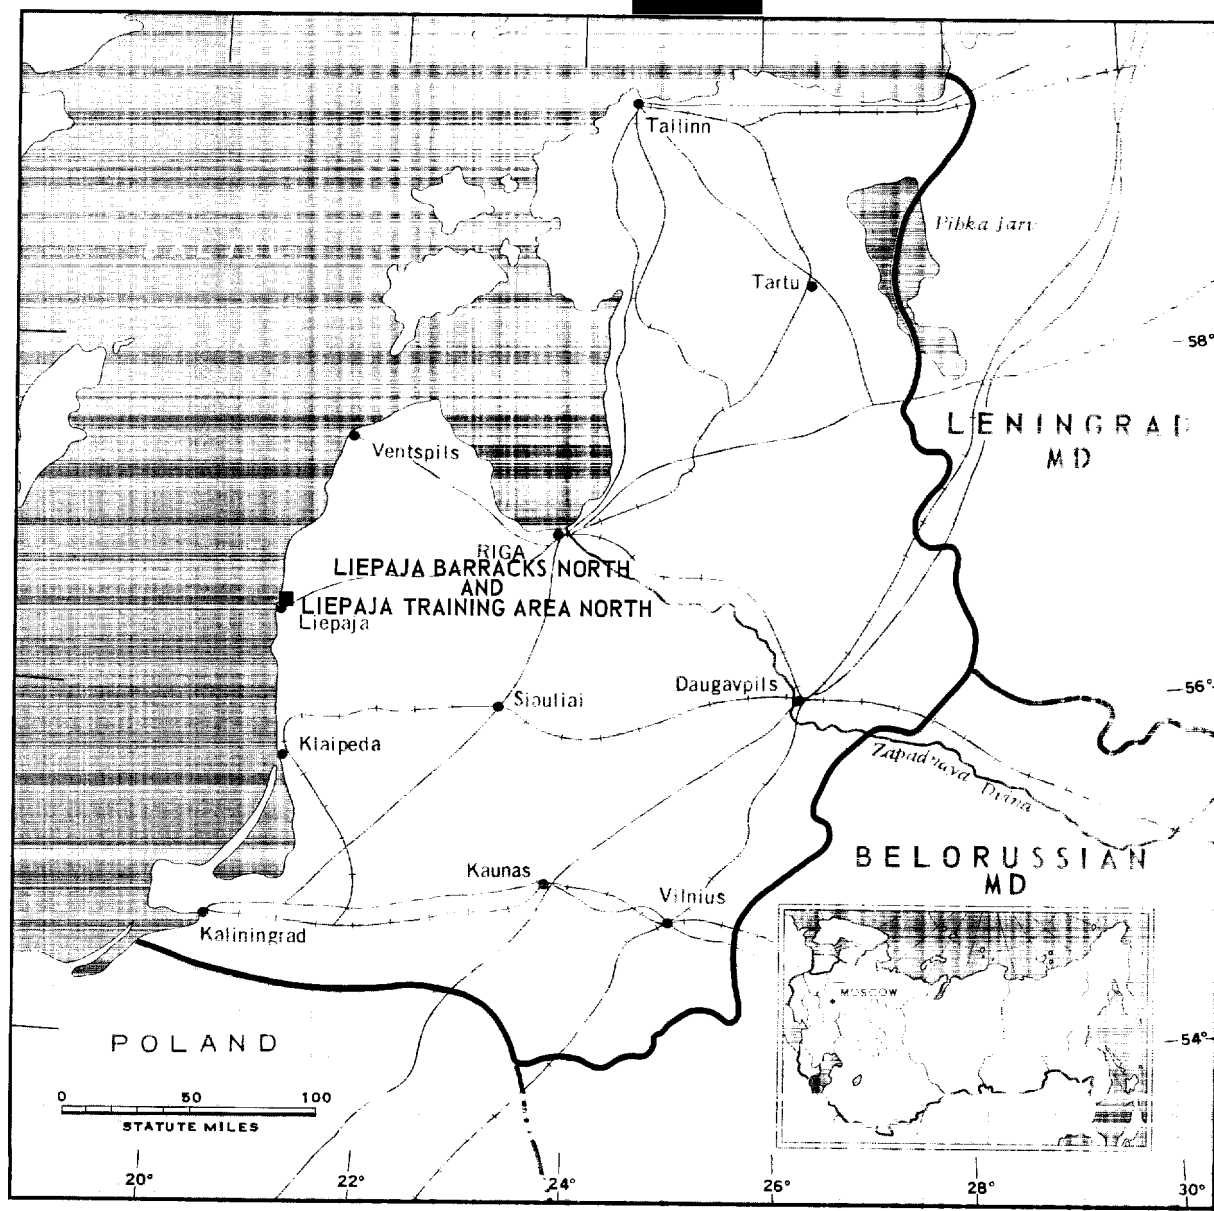 Tallinn
Pihka jarv
Tartu
58°
LENINGRAD
MD
Ventspils
RIGA
LIEPAJA BARRACKS NORTH
AND
LIEPAJA TRAINING AREA NORTH
Liepaja
Daugavpils
56°
Siauliai
Klaipeda
Zapadnaya Dvina
BELORUSSIAN
MD
Kaunas
Vilnius
Kaliningrad
MOSCOW
POLAND
54°
0 50 100
STATUTE MILES
20° 22° 24° 26° 28° 30°